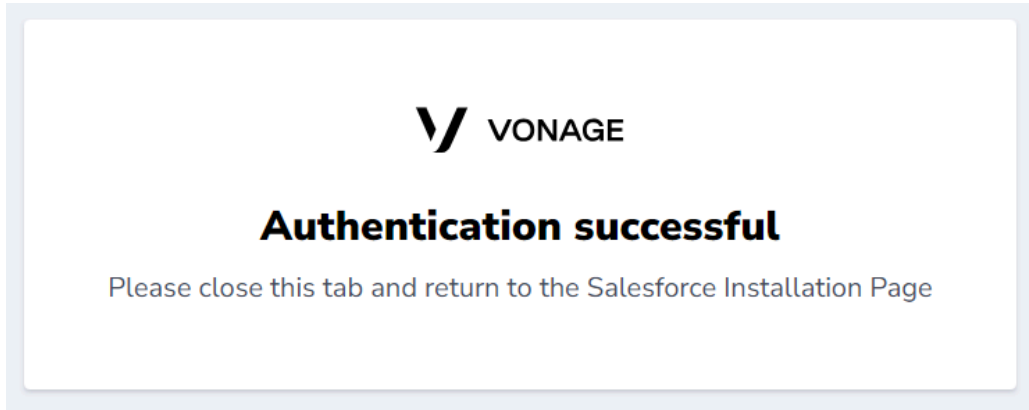 VONAGE
Authentication successful
Please close this tab and return to the Salesforce Installation Page